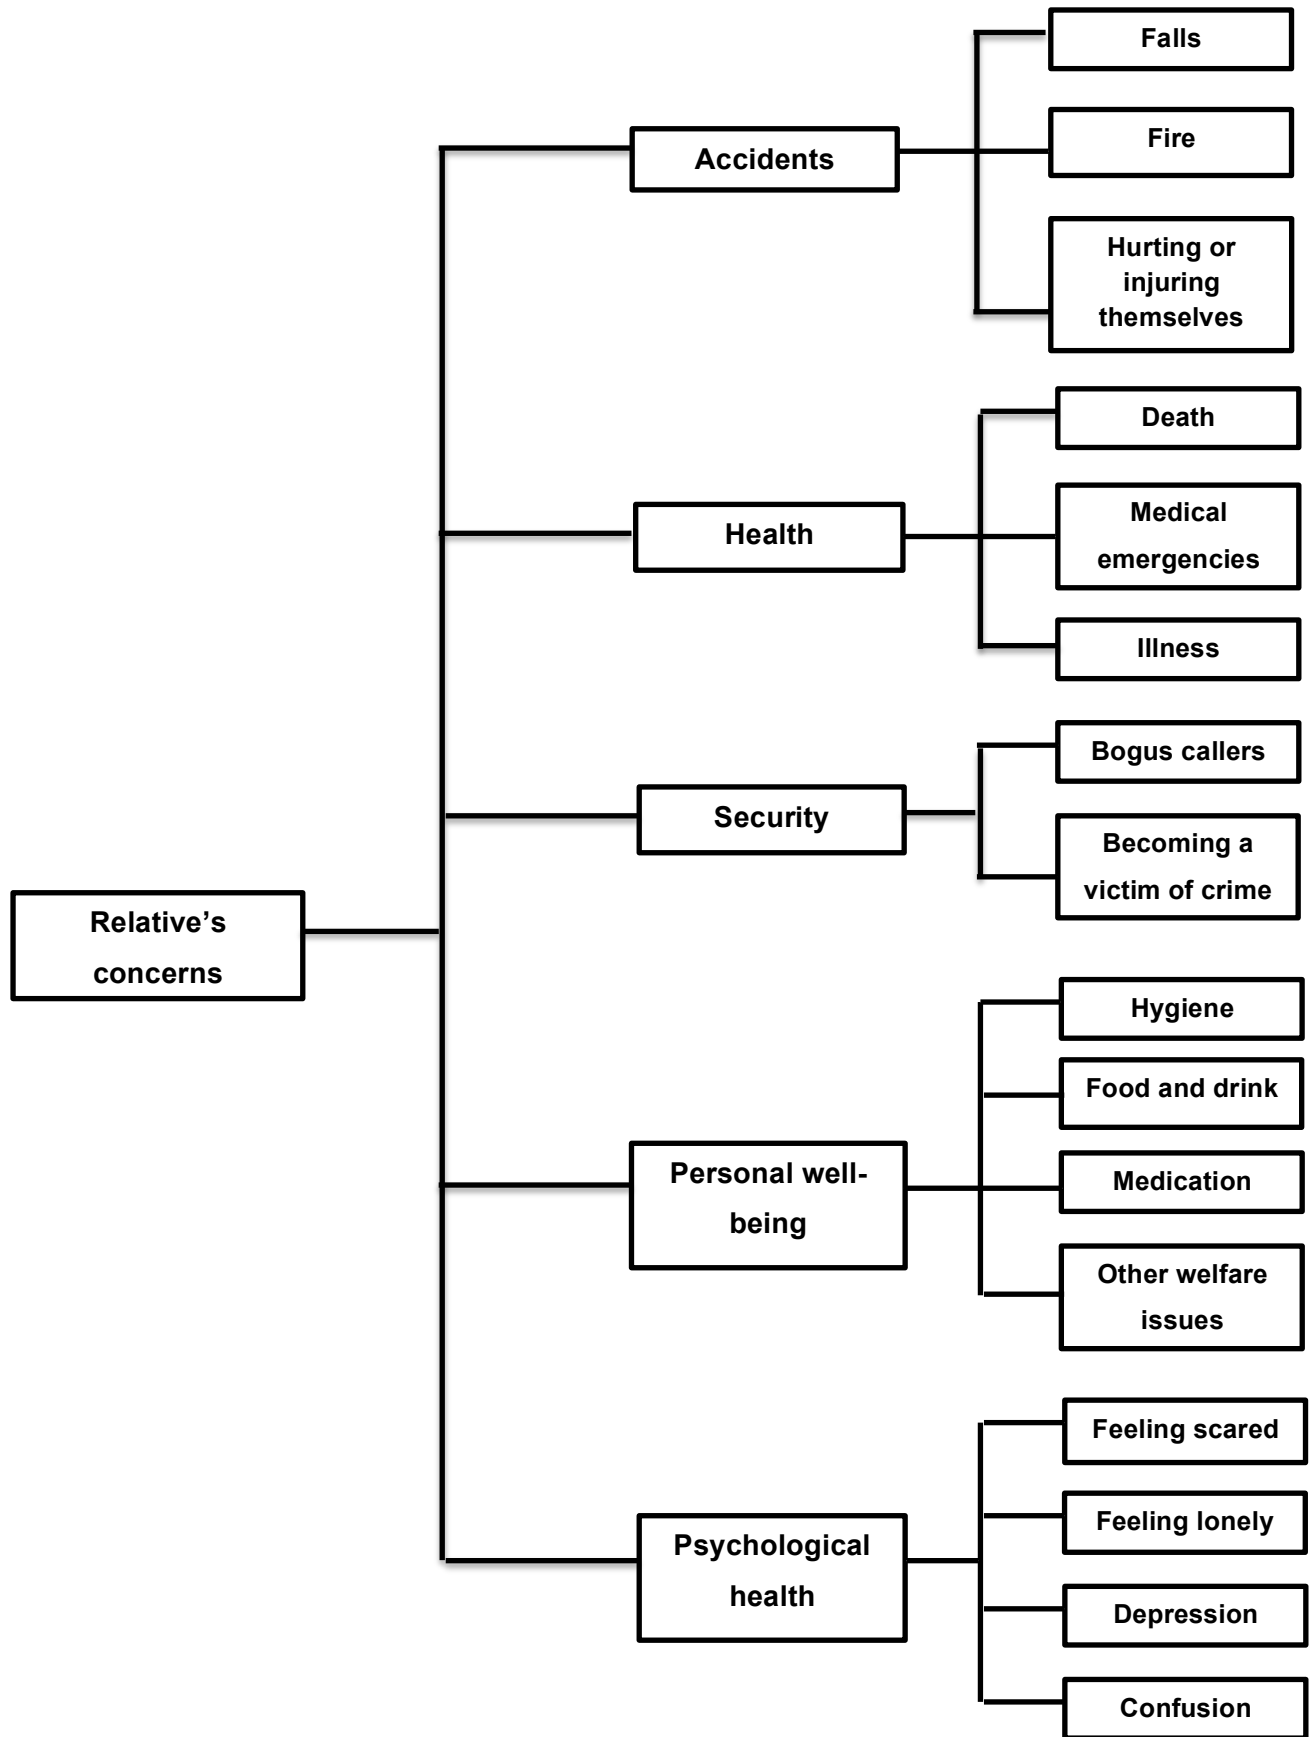 Falls
Fire
Accidents
Hurting or
injuring
themselves
Death
Medical
emergencies
Health
Illness
Bogus callers
Security
Becoming a
victim of crime
Relative’s
concerns
Hygiene
Food and drink
Personal well-
being
Medication
Other welfare
issues
Feeling scared
Feeling lonely
Psychological
health
Depression
Confusion